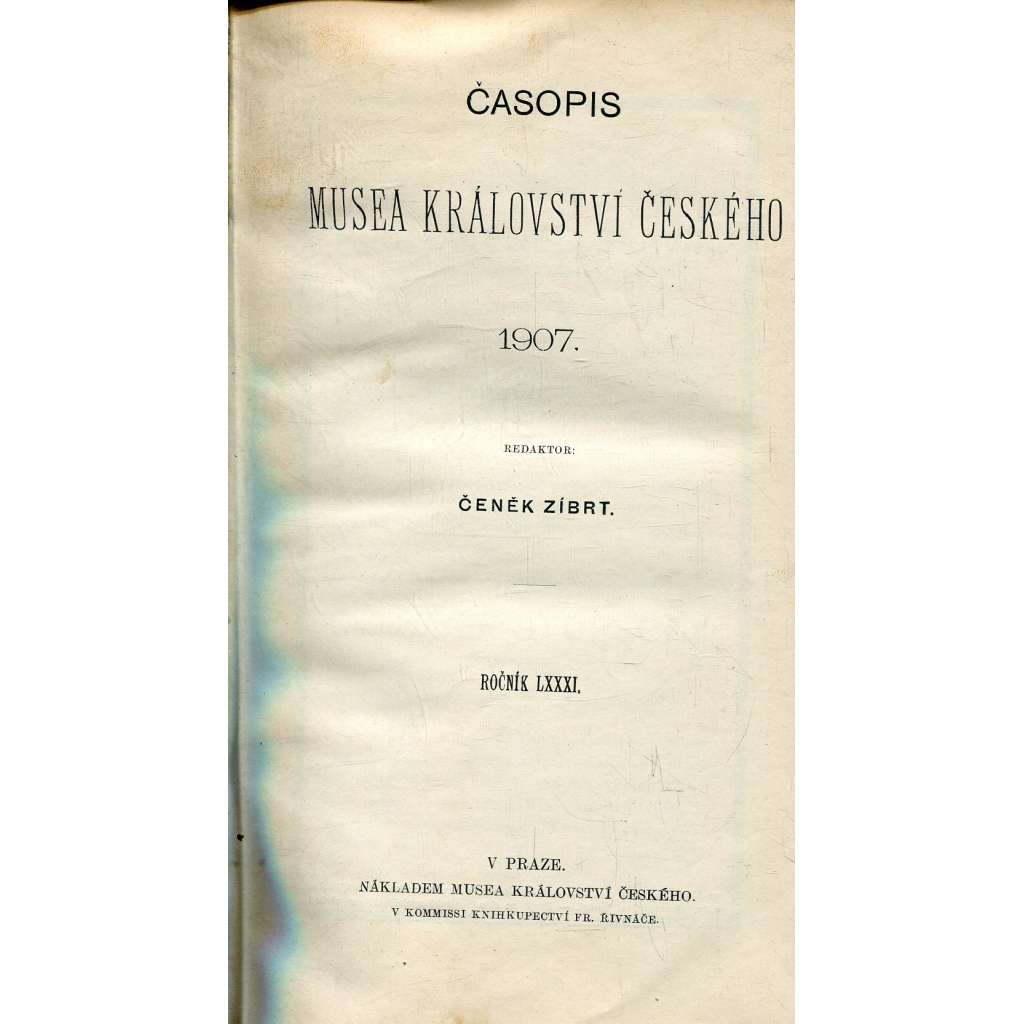 ČASOPIS
MUSEA KRÁLOVSTVÍ ČESKÉHO
1907.
REDAKTOR:
ČENĚK ZÍBRT.
ROČNÍK LXXXI.
V PRAZE.
NÁKLADEM MUSEA KRÁLOVSTVÍ ČESKÉHO.
V KOMMISSI KNIHKUPECTVÍ FR. ŘIVNÁČE.